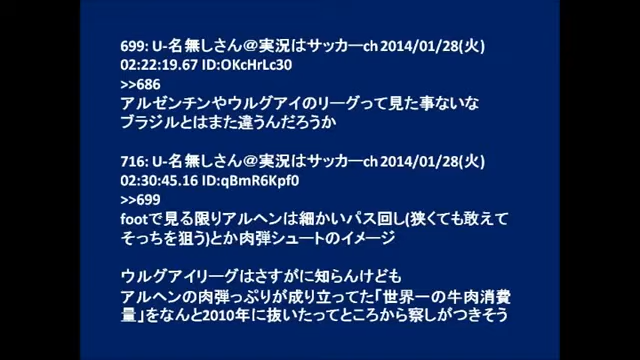 699: U-名無しさん@実況はサッカーch 2014/01/28(火)
02:22:19.67 ID:OKcHrLc30
>>686
アルゼンチンやウルグアイのリーグって見た事ないな
ブラジルとはまた違うんだろうか
716: U-名無しさん@実況はサッカーch 2014/01/28(火)
02:30:45.16 ID:qBmR6Kpf0
>>699
footで見る限りアルヘンは細かいパス回し(狭くても敢えて
そっちを狙う)とか肉弾シュートのイメージ
ウルグアイリーグはさすがに知らんけども
アルヘンの肉弾っぷりが成り立ってた「世界一の牛肉消費
量」をなんと2010年に抜いたってところから察しがつきそう